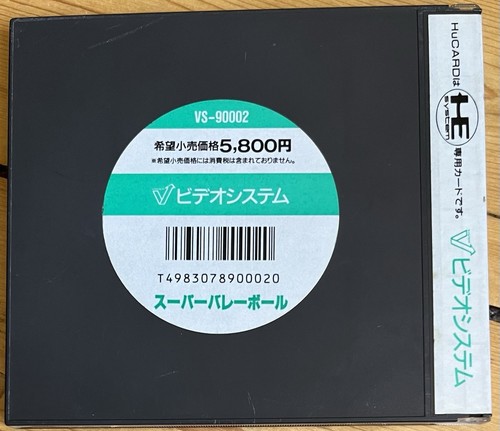 VS-90002
希望小売価格5,800円
※希望小売価格には消費税は含まれておりません。
ビデオシステム
T4983078900020
スーパーバレーボール
HuCARDは
HE
SYSTEM
専用カードです。
ビデオシステム